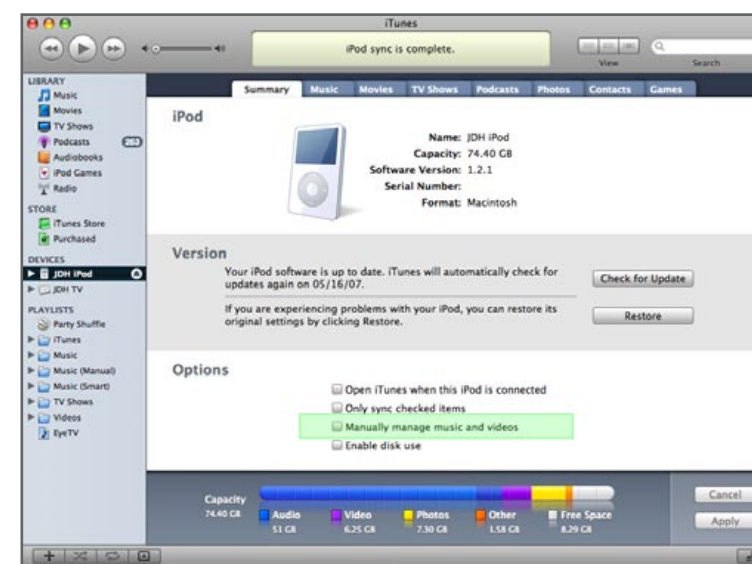 iTunes
iPod sync is complete.
View
Search
LIBRARY
Music
Movies
TV Shows
Podcasts 263
Audiobooks
iPod Games
Radio
STORE
iTunes Store
Purchased
DEVICES
JDH iPod
JDH TV
PLAYLISTS
Party Shuffle
iTunes
Music
Music (Manual)
Music (Smart)
TV Shows
Videos
EyeTV
Summary Music Movies TV Shows Podcasts Photos Contacts Games
iPod
Name: JDH iPod
Capacity: 74.40 GB
Software Version: 1.2.1
Serial Number:
Format: Macintosh
Version
Your iPod software is up to date. iTunes will automatically check for
updates again on 05/16/07.
Check for Update
If you are experiencing problems with your iPod, you can restore its
original settings by clicking Restore.
Restore
Options
Open iTunes when this iPod is connected
Only sync checked items
Manually manage music and videos
Enable disk use
Capacity
74.40 GB
Audio
51 GB
Video
6.25 GB
Photos
7.30 GB
Other
1.58 GB
Free Space
8.29 GB
Cancel
Apply